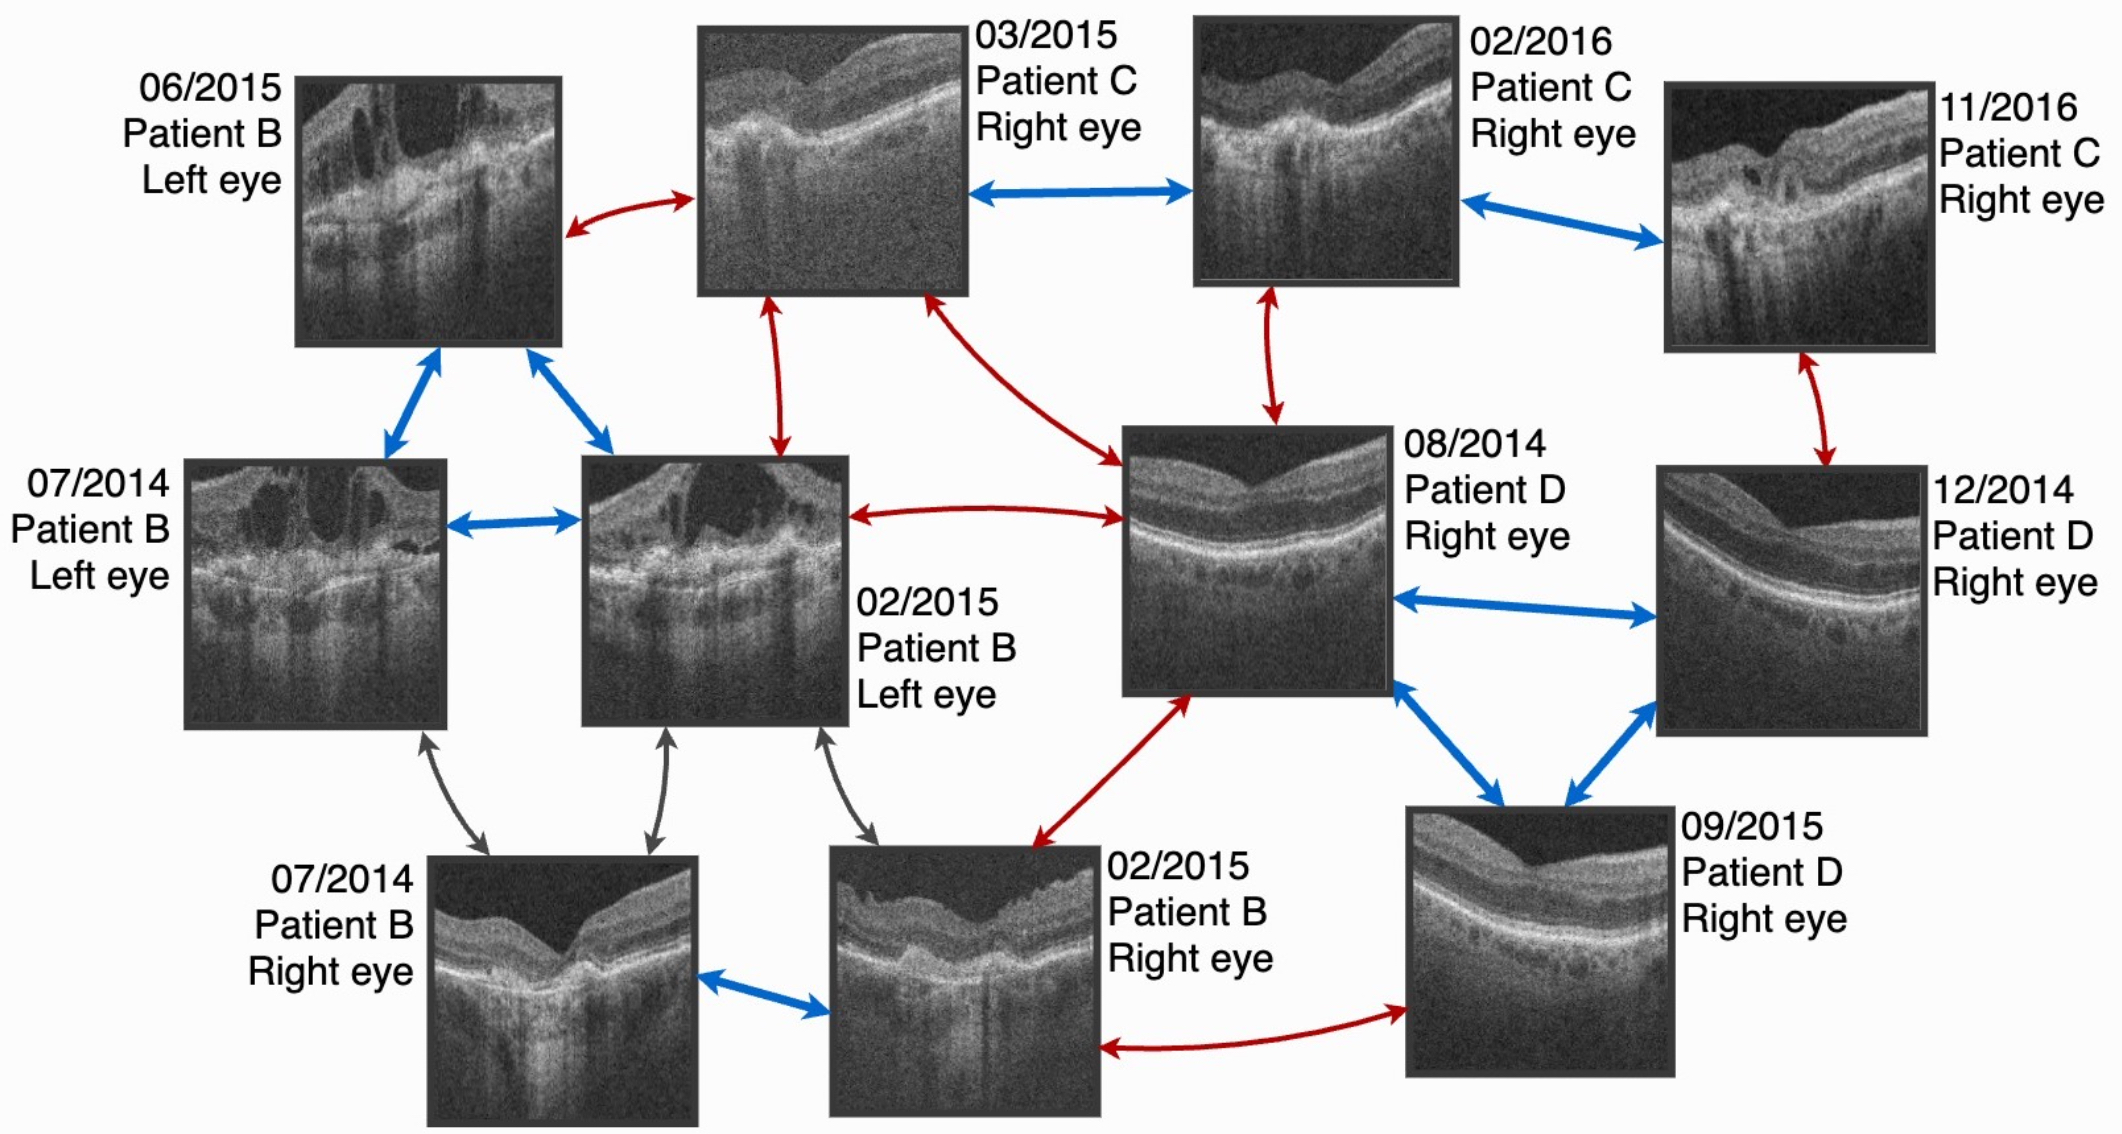 06/2015
Patient B
Left eye
03/2015
Patient C
Right eye
02/2016
Patient C
Right eye
11/2016
Patient C
Right eye
07/2014
Patient B
Left eye
02/2015
Patient B
Left eye
08/2014
Patient D
Right eye
12/2014
Patient D
Right eye
07/2014
Patient B
Right eye
02/2015
Patient B
Right eye
09/2015
Patient D
Right eye